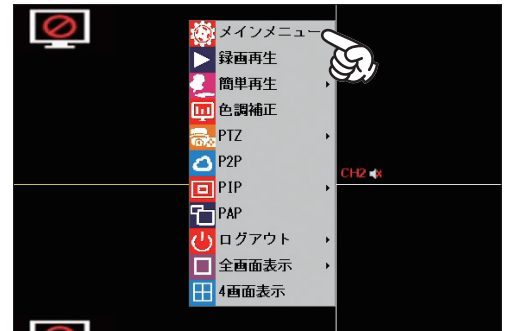 メインメニュー
録画再生
簡単再生
色調補正
PTZ
P2P
PIP
CH2
PAP
ログアウト
全画面表示
4画面表示